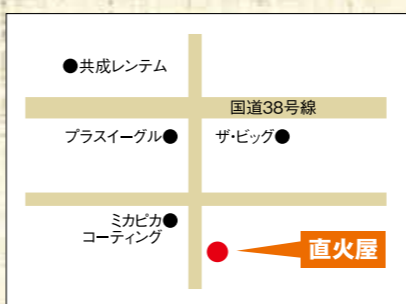 ●共成レンテム
国道38号線
プラスイーグル●
ザ・ビッグ●
ミカピカ●
コーティング
直火屋